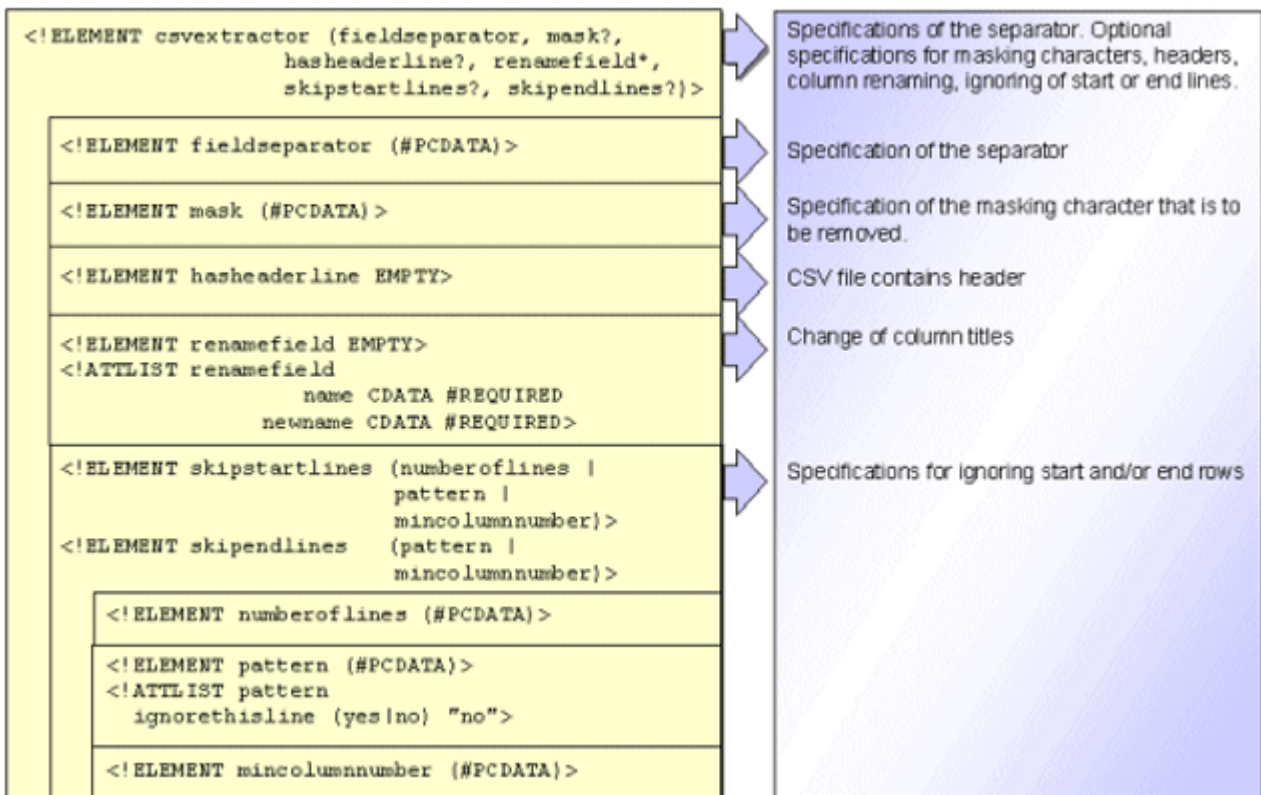 <!ELEMENT csvextractor (fieldseparator, mask?,
hasheaderline?, renamefield*,
skipstartlines?, skipendlines?)>
Specifications of the separator. Optional
specifications for masking characters, headers,
column renaming, ignoring of start or end lines.
<!ELEMENT fieldseparator (#PCDATA)>
Specification of the separator
<!ELEMENT mask (#PCDATA)>
Specification of the masking character that is to
be removed.
<!ELEMENT hasheaderline EMPTY>
CSV file contains header
<!ELEMENT renamefield EMPTY>
<!ATTLIST renamefield
name CDATA #REQUIRED
newname CDATA #REQUIRED>
Change of column titles
<!ELEMENT skipstartlines (numberoflines |
pattern |
mincolumnnumber)>
<!ELEMENT skipendlines (pattern |
mincolumnnumber)>
Specifications for ignoring start and/or end rows
<!ELEMENT numberoflines (#PCDATA)>
<!ELEMENT pattern (#PCDATA)>
<!ATTLIST pattern
ignorethisline (yes|no) "no">
<!ELEMENT mincolumnnumber (#PCDATA)>